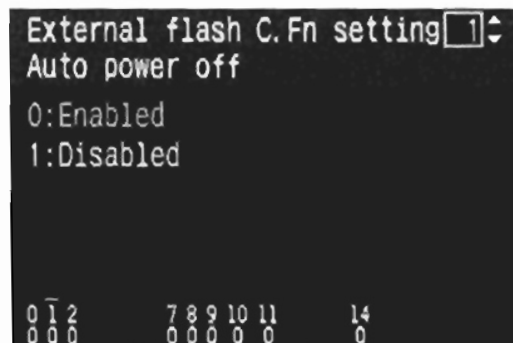 External flash C.Fn setting 1
Auto power off
0:Enabled
1:Disabled
0 1 2 7 8 9 10 11 14
0 0 0 0 0 0 0 0 0